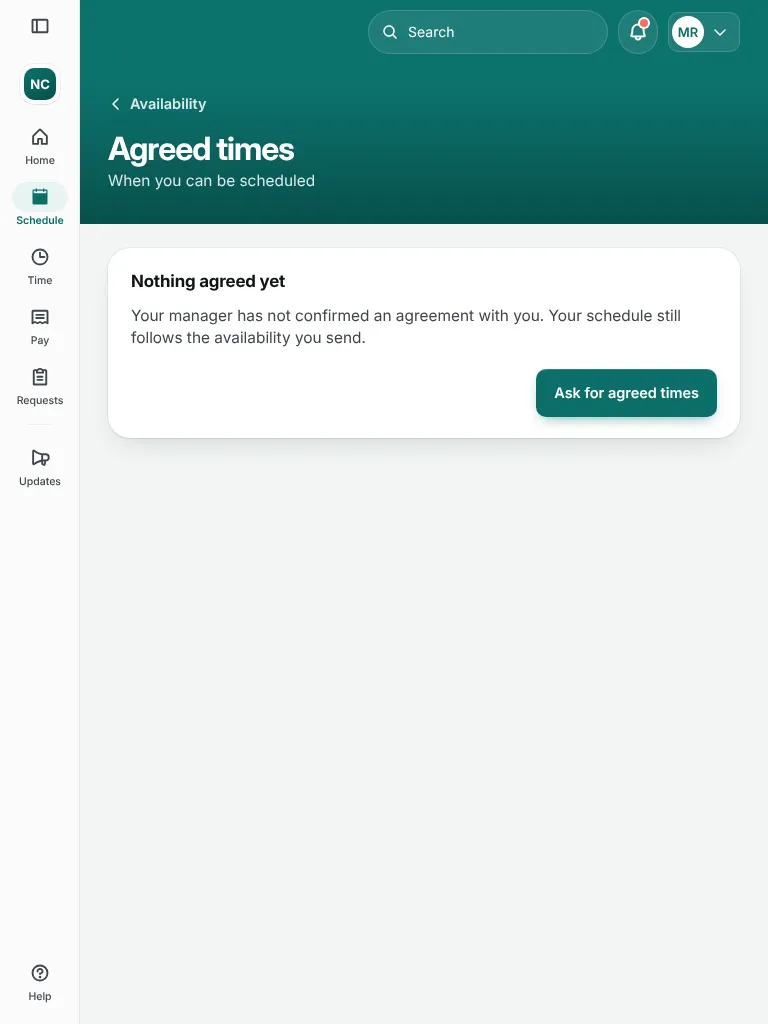 Search
MR
NC
Home
Schedule
Time
Pay
Requests
Updates
Help
Availability
Agreed times
When you can be scheduled
Nothing agreed yet
Your manager has not confirmed an agreement with you. Your schedule still
follows the availability you send.
Ask for agreed times